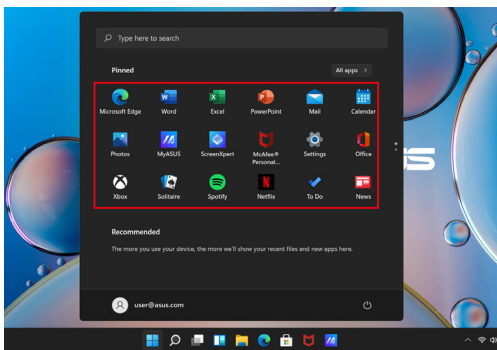 Type here to search
Pinned
All apps >
Microsoft Edge Word Excel PowerPoint Mail Calendar
Photos MyASUS ScreenXpert McAfee® Personal... Settings Office
Xbox Solitaire Spotify Netflix To Do News
Recommended
The more you use your device, the more we'll show your recent files and new apps here.
user@asus.com